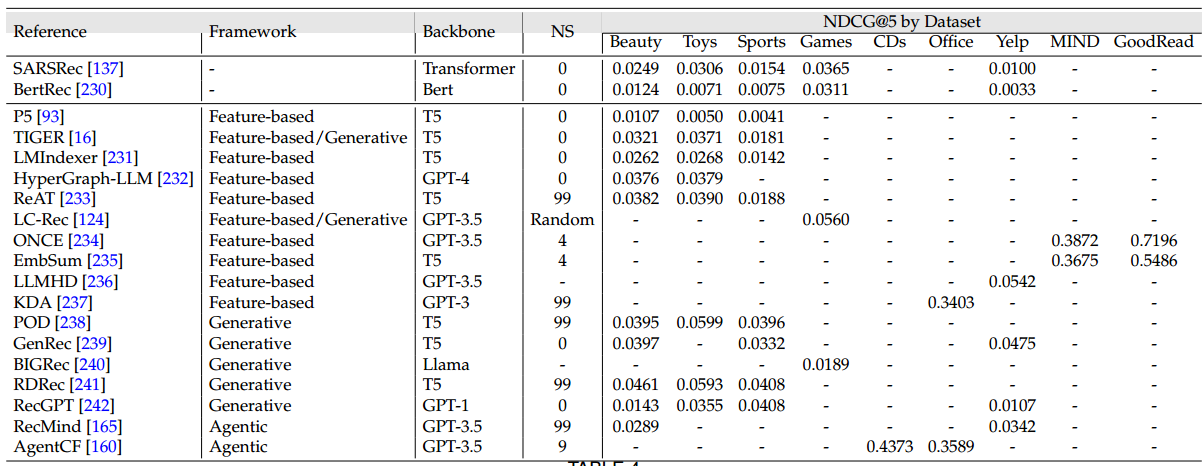 Reference Framework Backbone NS NDCG@5 by Dataset
Beauty Toys Sports Games CDs Office Yelp MIND GoodRead
SARSRec [137] - Transformer 0 0.0249 0.0306 0.0154 0.0365 - - 0.0100 - -
BertRec [230] - Bert 0 0.0124 0.0071 0.0075 0.0311 - - 0.0033 - -
P5 [93] Feature-based T5 0 0.0107 0.0050 0.0041 - - - - - -
TIGER [16] Feature-based/Generative T5 0 0.0321 0.0371 0.0181 - - - - - -
LMIndexer [231] Feature-based T5 0 0.0262 0.0268 0.0142 - - - - - -
HyperGraph-LLM [232] Feature-based GPT-4 0 0.0376 0.0379 - - - - - - -
ReAT [233] Feature-based T5 99 0.0382 0.0390 0.0188 - - - - - -
LC-Rec [124] Feature-based/Generative GPT-3.5 Random - - - 0.0560 - - - - -
ONCE [234] Feature-based GPT-3.5 4 - - - - - - - 0.3872 0.7196
EmbSum [235] Feature-based T5 4 - - - - - - - 0.3675 0.5486
LLMHD [236] Feature-based GPT-3.5 - - - - - - - 0.0542 - -
KDA [237] Feature-based GPT-3 99 - - - - - 0.3403 - - -
POD [238] Generative T5 99 0.0395 0.0599 0.0396 - - - - - -
GenRec [239] Generative T5 0 0.0397 - 0.0332 - - - 0.0475 - -
BIGRec [240] Generative Llama - - - - 0.0189 - - - - -
RDRec [241] Generative T5 99 0.0461 0.0593 0.0408 - - - - - -
RecGPT [242] Generative GPT-1 0 0.0143 0.0355 0.0408 - - - 0.0107 - -
RecMind [165] Agentic GPT-3.5 99 0.0289 - - - - - 0.0342 - -
AgentCF [160] Agentic GPT-3.5 9 - - - - 0.4373 0.3589 - - -
TABLE 4